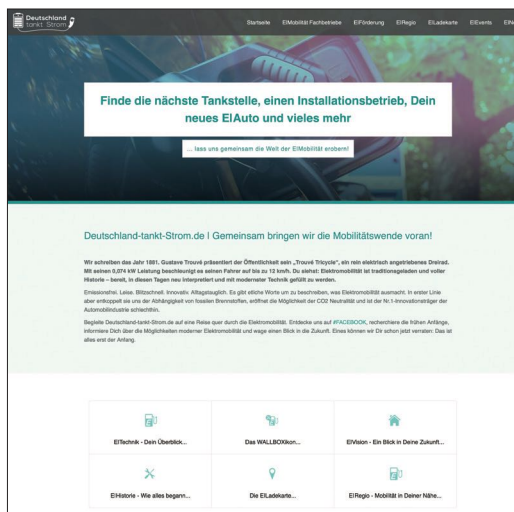 Deutschland
tankt Strom
Startseite ElMobilität Fachbetriebe ElFörderung ElRegio ElLadekarte ElEvents
Finde die nächste Tankstelle, einen Installationsbetrieb, Dein
neues ElAuto und vieles mehr
... lass uns gemeinsam die Welt der ElMobilität erobern!
Deutschland-tankt-Strom.de I Gemeinsam bringen wir die Mobilitätswende voran!
Wir schreiben das Jahr 1881. Gustave Trouvé präsentiert der Öffentlichkeit sein „Trouvé Tricycle“, ein rein elektrisch angetriebenes Dreirad.
Mit seinen 0,074 kW Leistung beschleunigt es seinen Fahrer auf bis zu 12 km/h. Du siehst: Elektromobilität ist traditionsgeladen und voller
Historie – bereit, in diesen Tagen neu interpretiert und mit modernster Technik gefüllt zu werden.
Emissionsfrei. Leise. Blitzschnell. Innovativ. Alltagstauglich. Es gibt etliche Worte um zu beschreiben, was Elektromobilität ausmacht. In erster Linie
aber entkoppelt sie uns der Abhängigkeit von fossilen Brennstoffen, eröffnet die Möglichkeit der CO2 Neutralität und ist der Nr.1-Innovationsträger der
Automobilindustrie schlechthin.
Begleite Deutschland-tankt-Strom.de auf eine Reise quer durch die Elektromobilität. Entdecke uns auf #FACEBOOK, recherchiere die frühen Anfänge,
informiere Dich über die Möglichkeiten moderner Elektromobilität und wage einen Blick in die Zukunft. Eines können wir Dir schon jetzt verraten: Das ist
alles erst der Anfang.
ElTechnik - Dein Überblick...
Das WALLBOXikon...
ElVision - Ein Blick in Deine Zukunft...
ElHistorie - Wie alles begann...
Die ElLadekarte...
ElRegio - Mobilität in Deiner Nähe...